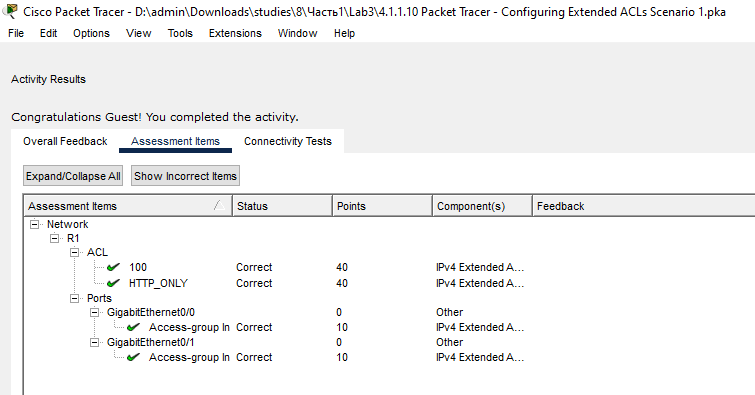 Cisco Packet Tracer - D:\admin\Downloads\studies\8\Часть1\Lab3\4.1.1.10 Packet Tracer - Configuring Extended ACLs Scenario 1.pka
File Edit Options View Tools Extensions Window Help
Activity Results
Congratulations Guest! You completed the activity.
Overall Feedback Assessment Items Connectivity Tests
Expand/Collapse All Show Incorrect Items
Assessment Items Status Points Component(s) Feedback
Network
R1
ACL
100 Correct 40 IPv4 Extended A...
HTTP_ONLY Correct 40 IPv4 Extended A...
Ports
GigabitEthernet0/0 0 Other
Access-group In Correct 10 IPv4 Extended A...
GigabitEthernet0/1 0 Other
Access-group In Correct 10 IPv4 Extended A...